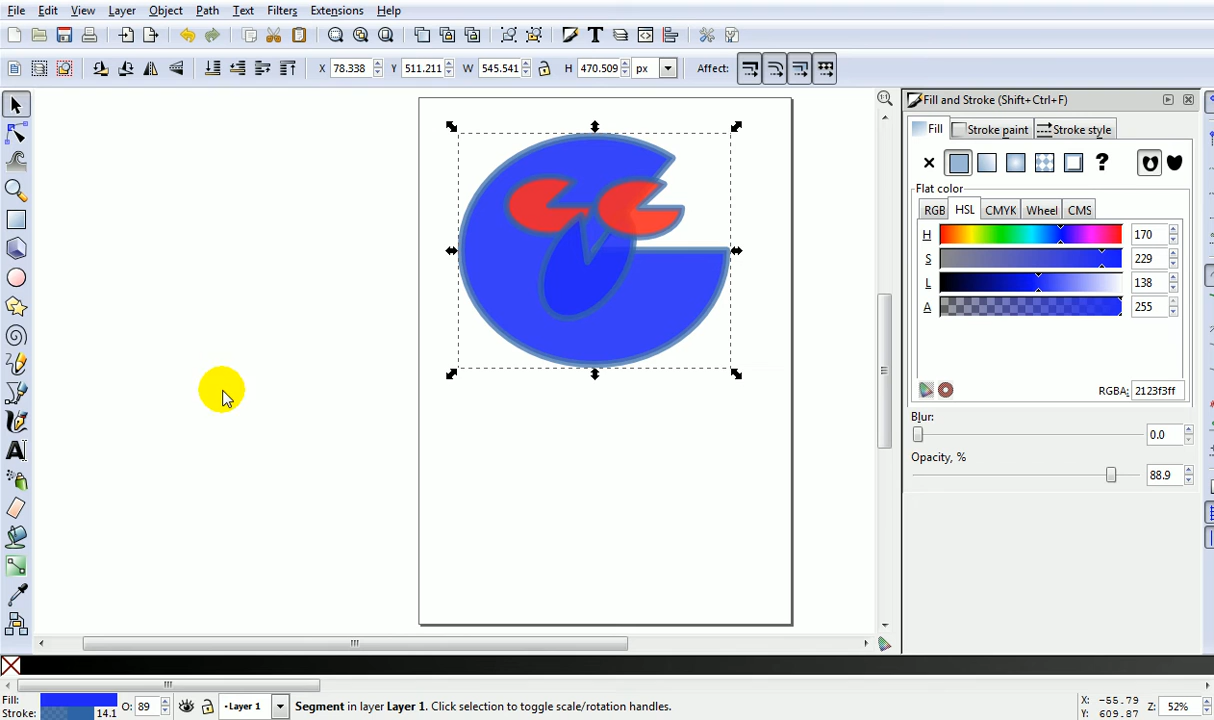 File Edit View Layer Object Path Text Filters Extensions Help
X 78.338 Y 511.211 W 545.541 H 470.509 px Affect:
Fill and Stroke (Shift+Ctrl+F)
Fill Stroke paint Stroke style
Flat color
RGB HSL CMYK Wheel CMS
H 170
S 229
L 138
A 255
RGBA: 2123f3ff
Blur:
0.0
Opacity, %
88.9
Fill: O: 89 Layer 1 Segment in layer Layer 1. Click selection to toggle scale/rotation handles. X: -55.79 Z: 52%
Stroke: 14.1 Y: 609.87